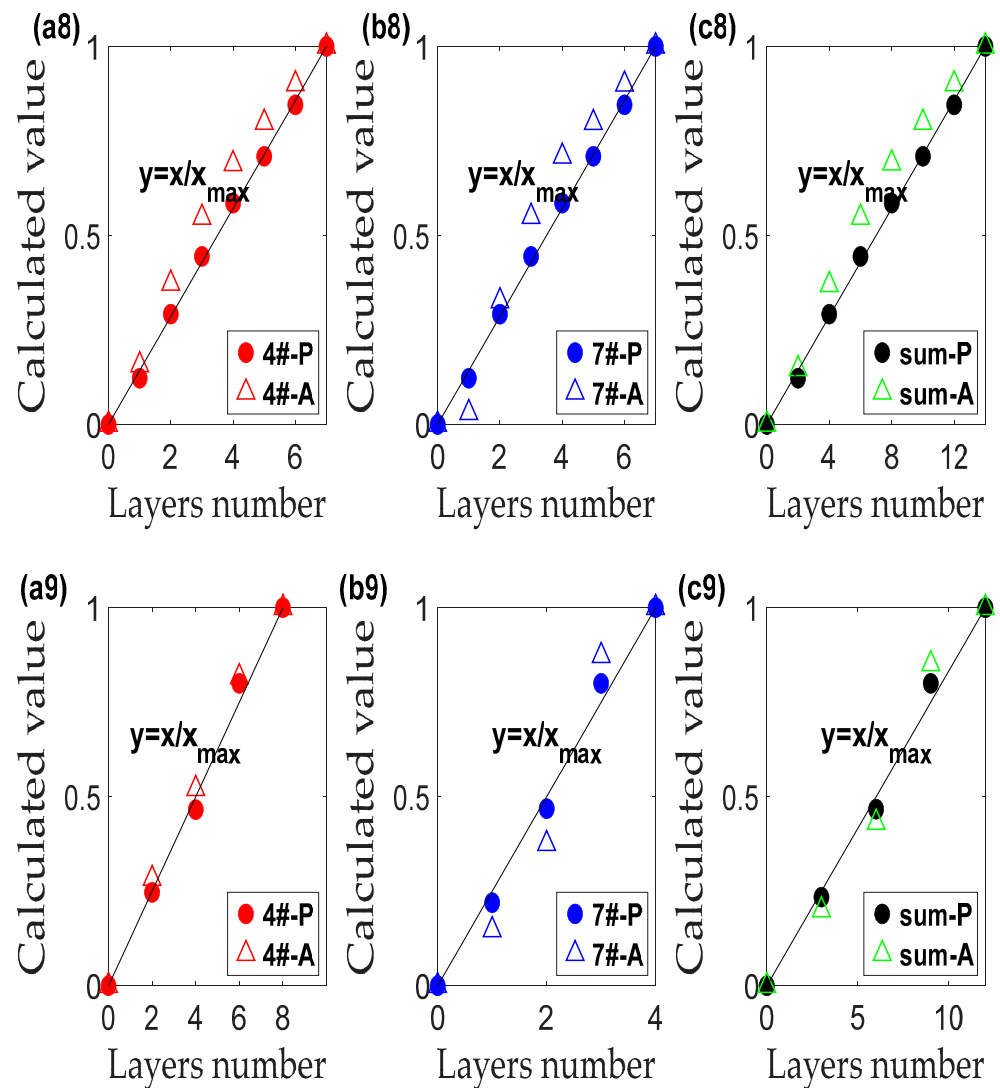 (a8)
Calculated value
1
0.5
0
y=x/xmax
4#-P
4#-A
0 2 4 6
Layers number
(b8)
Calculated value
1
0.5
0
y=x/xmax
7#-P
7#-A
0 2 4 6
Layers number
(c8)
Calculated value
1
0.5
0
y=x/xmax
sum-P
sum-A
0 4 8 12
Layers number
(a9)
Calculated value
1
0.5
0
y=x/xmax
4#-P
4#-A
0 2 4 6 8
Layers number
(b9)
Calculated value
1
0.5
0
y=x/xmax
7#-P
7#-A
0 2 4
Layers number
(c9)
Calculated value
1
0.5
0
y=x/xmax
sum-P
sum-A
0 5 10
Layers number